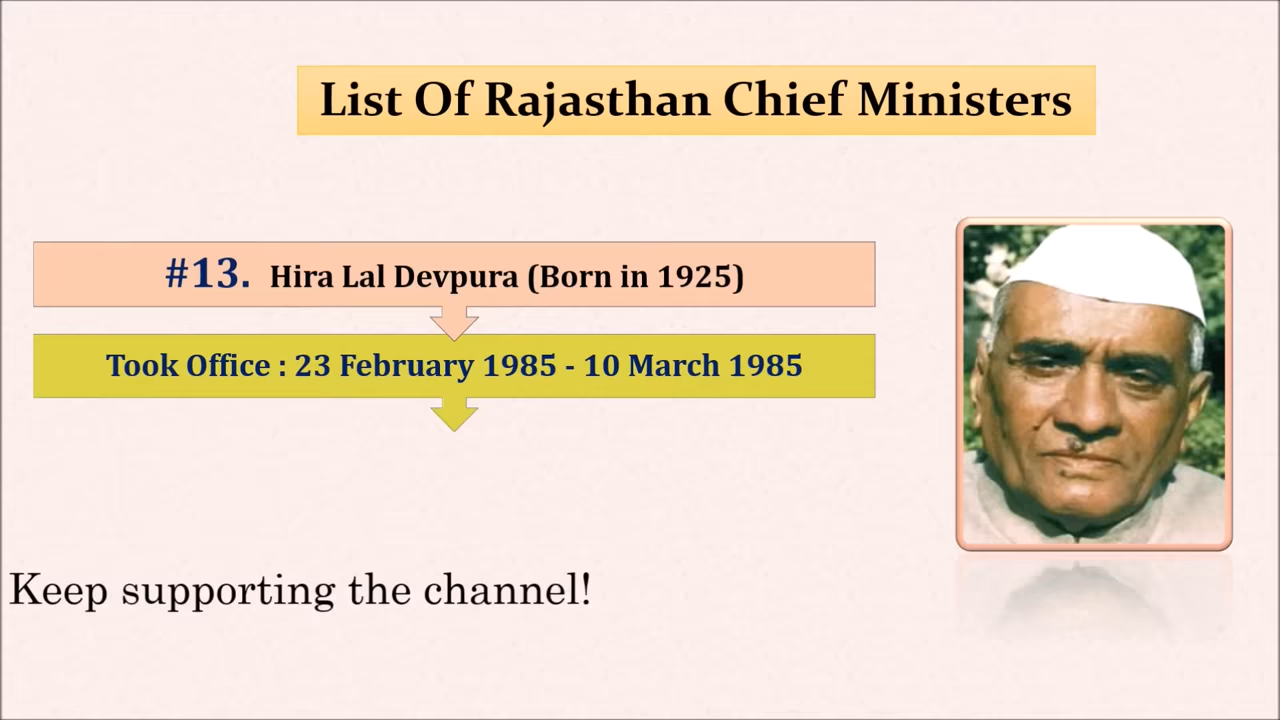 List Of Rajasthan Chief Ministers
#13. Hira Lal Devpura (Born in 1925)
Took Office : 23 February 1985 - 10 March 1985
Keep supporting the channel!